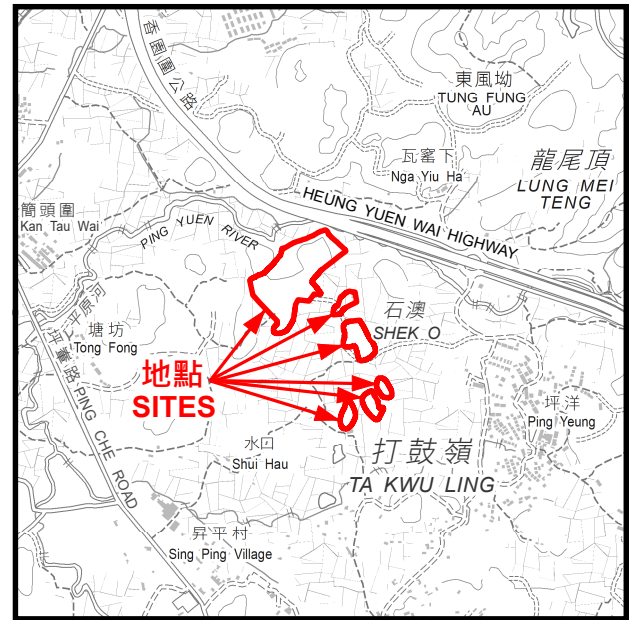 香園圍公路
東風坳
TUNG FUNG
AU
瓦窰下
Nga Yiu Ha
龍尾頂
LUNG MEI
TENG
HEUNG YUEN WAI HIGHWAY
簡頭圍
Kan Tau Wai
PING YUEN RIVER
平原河
石澳
SHEK O
塘坊
Tong Fong
地點
SITES
坪輋路 PING CHE ROAD
坪洋
Ping Yeung
水口
Shui Hau
打鼓嶺
TA KWU LING
昇平村
Sing Ping Village